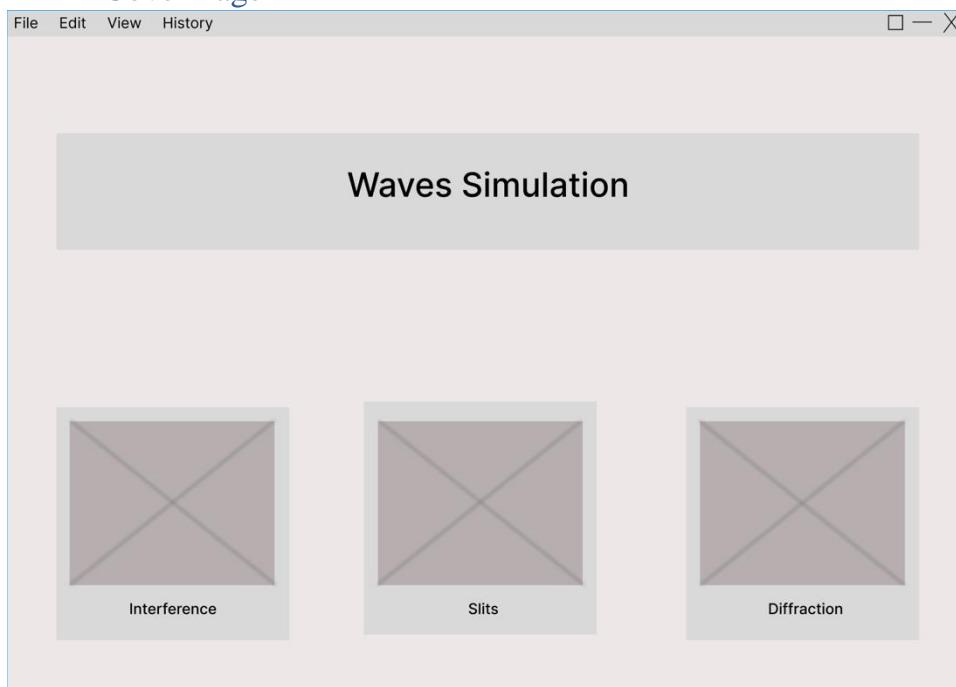 File Edit View History
Waves Simulation
Interference Slits Diffraction